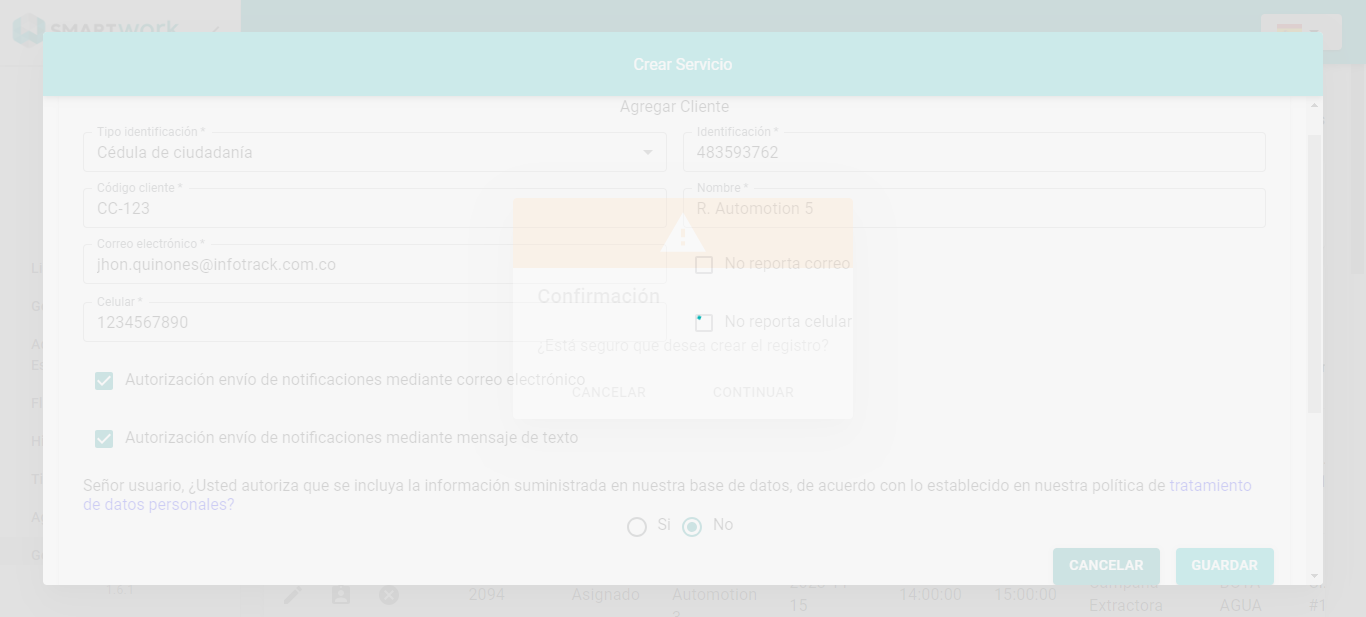 SMARTWORK
Crear Servicio
Agregar Cliente
Tipo identificación *
Cédula de ciudadanía
Identificación *
483593762
Código cliente *
CC-123
Nombre *
R. Automotion 5
Correo electrónico *
jhon.quinones@infotrack.com.co
No reporta correo
Confirmación
Celular *
1234567890
No reporta celular
¿Está seguro que desea crear el registro?
Autorización envío de notificaciones mediante correo electrónico
CANCELAR CONTINUAR
Autorización envío de notificaciones mediante mensaje de texto
Señor usuario, ¿Usted autoriza que se incluya la información suministrada en nuestra base de datos, de acuerdo con lo establecido en nuestra política de tratamiento
de datos personales?
Si No
CANCELAR GUARDAR
2094 Asignado Automotion 15 14:00:00 15:00:00 Extractora AGUA #1